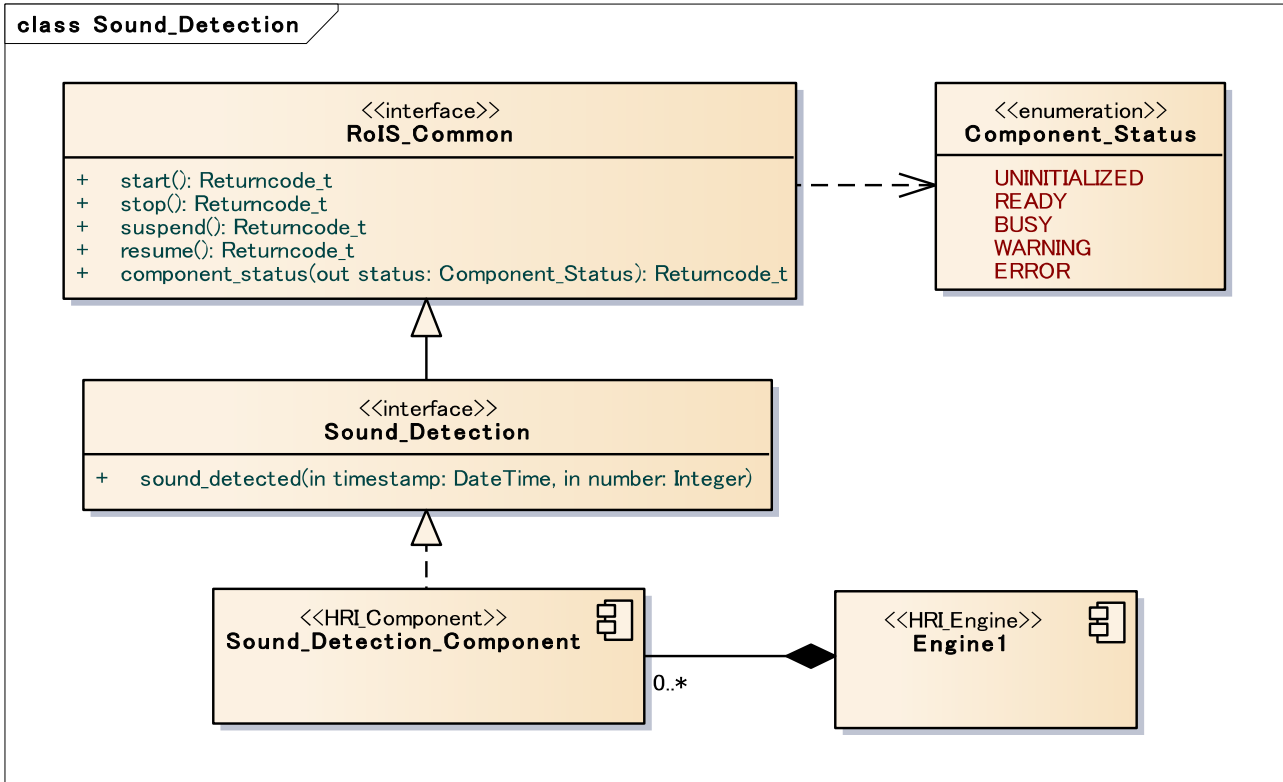 class Sound_Detection
<<interface>>
RoIS_Common
+ start(): Returncode_t
+ stop(): Returncode_t
+ suspend(): Returncode_t
+ resume(): Returncode_t
+ component_status(out status: Component_Status): Returncode_t
<<enumeration>>
Component_Status
UNINITIALIZED
READY
BUSY
WARNING
ERROR
<<interface>>
Sound_Detection
+ sound_detected(in timestamp: DateTime, in number: Integer)
<<HRI_Component>>
Sound_Detection_Component
0..*
<<HRI_Engine>>
Engine1